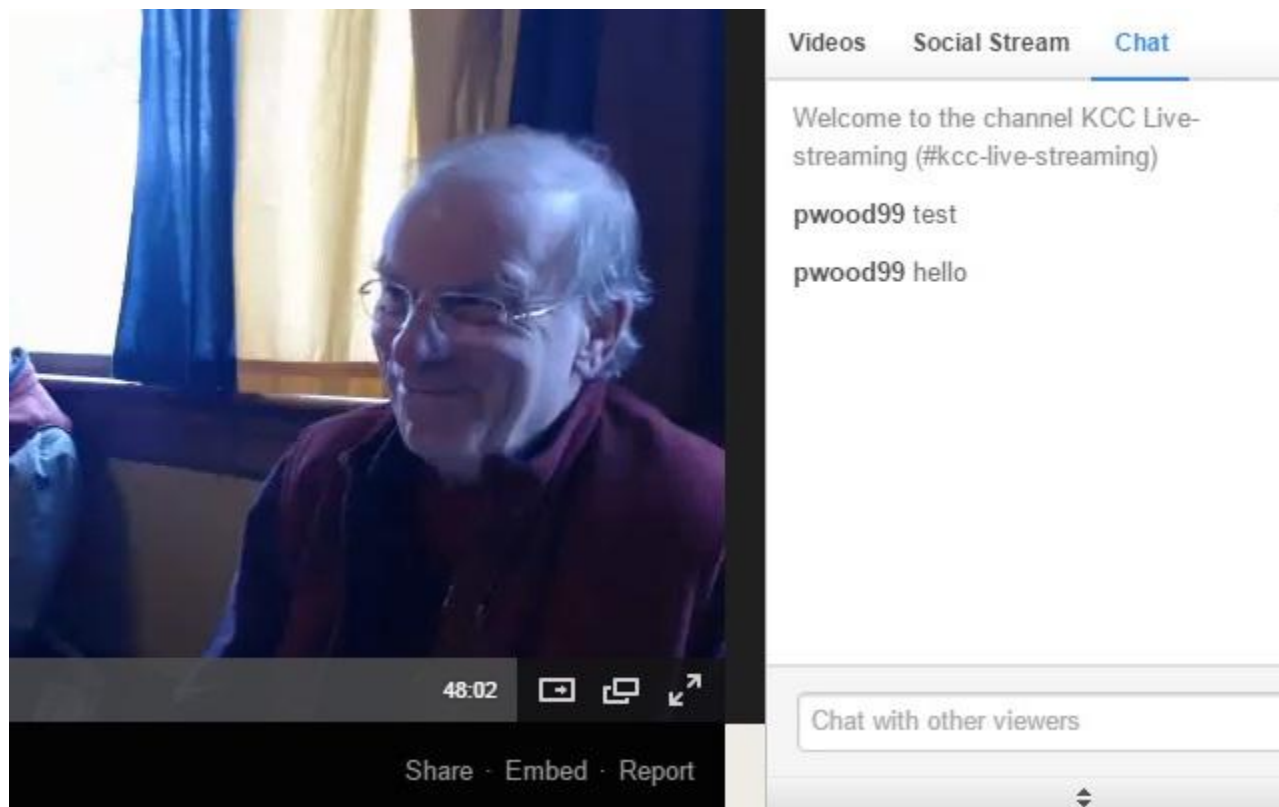 Videos Social Stream Chat
Welcome to the channel KCC Live-
streaming (#kcc-live-streaming)
pwood99 test
pwood99 hello
48:02
Chat with other viewers
Share · Embed · Report